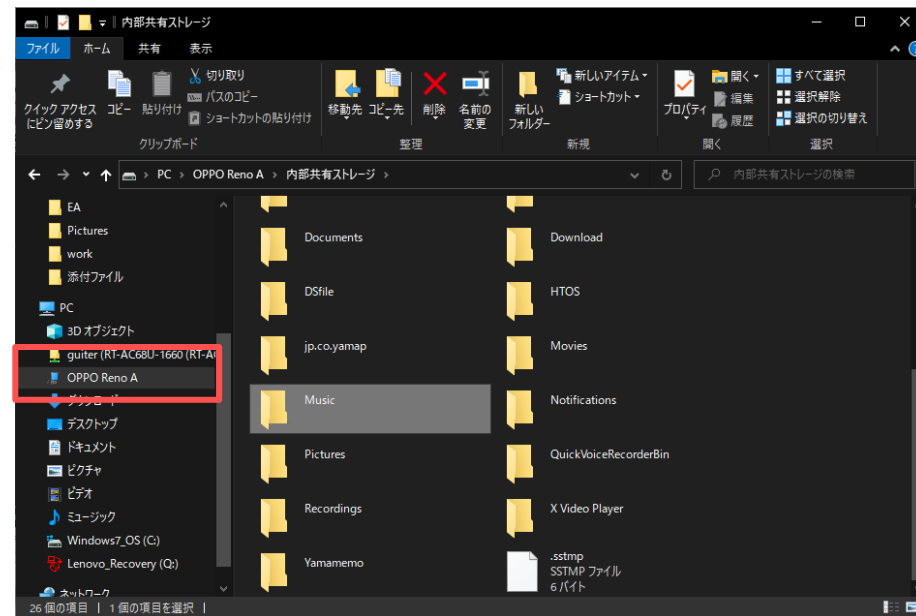 内部共有ストレージ
ファイル ホーム 共有 表示
クイック アクセス
にピン留めする
コピー
貼り付け
切り取り
パスのコピー
ショートカットの貼り付け
クリップボード
移動先
コピー先
削除
名前の
変更
整理
新しい
フォルダー
新しいアイテム
ショートカット
新規
プロパティ
開く
編集
履歴
開く
すべて選択
選択解除
選択の切り替え
選択
PC › OPPO Reno A › 内部共有ストレージ ›
内部共有ストレージの検索
EA
Pictures
work
添付ファイル
PC
3D オブジェクト
guiter (RT-AC68U-1660 (RT-A
OPPO Reno A
ダウンロード
デスクトップ
ドキュメント
ピクチャ
ビデオ
ミュージック
Windows7_OS (C:)
Lenovo_Recovery (Q:)
ネットワーク
Documents
Download
DSfile
HTOS
jp.co.yamap
Movies
Music
Notifications
Pictures
QuickVoiceRecorderBin
Recordings
X Video Player
Yamamemo
.sstmp
SSTMP ファイル
6 バイト
26 個の項目 | 1 個の項目を選択 |